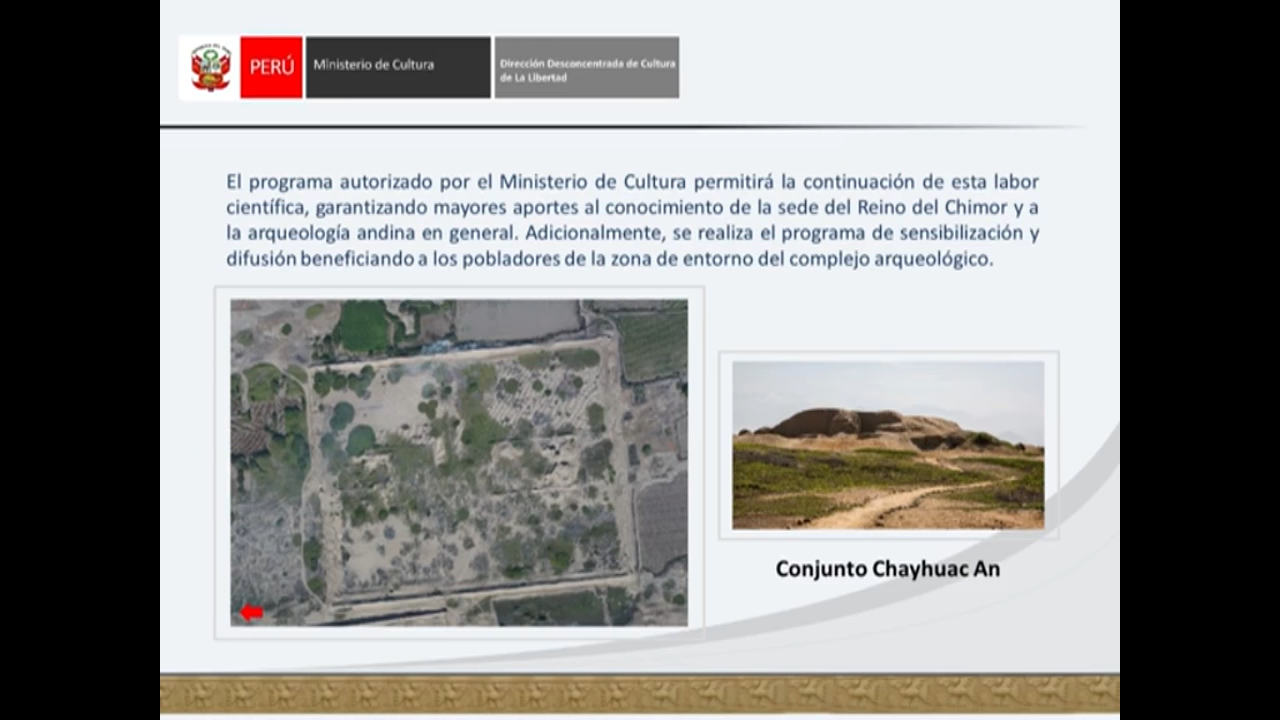 PERÚ
Ministerio de Cultura
Dirección Desconcentrada de Cultura
de La Libertad
El programa autorizado por el Ministerio de Cultura permitirá la continuación de esta labor
científica, garantizando mayores aportes al conocimiento de la sede del Reino del Chimor y a
la arqueología andina en general. Adicionalmente, se realiza el programa de sensibilización y
difusión beneficiando a los pobladores de la zona de entorno del complejo arqueológico.
Conjunto Chayhuac An